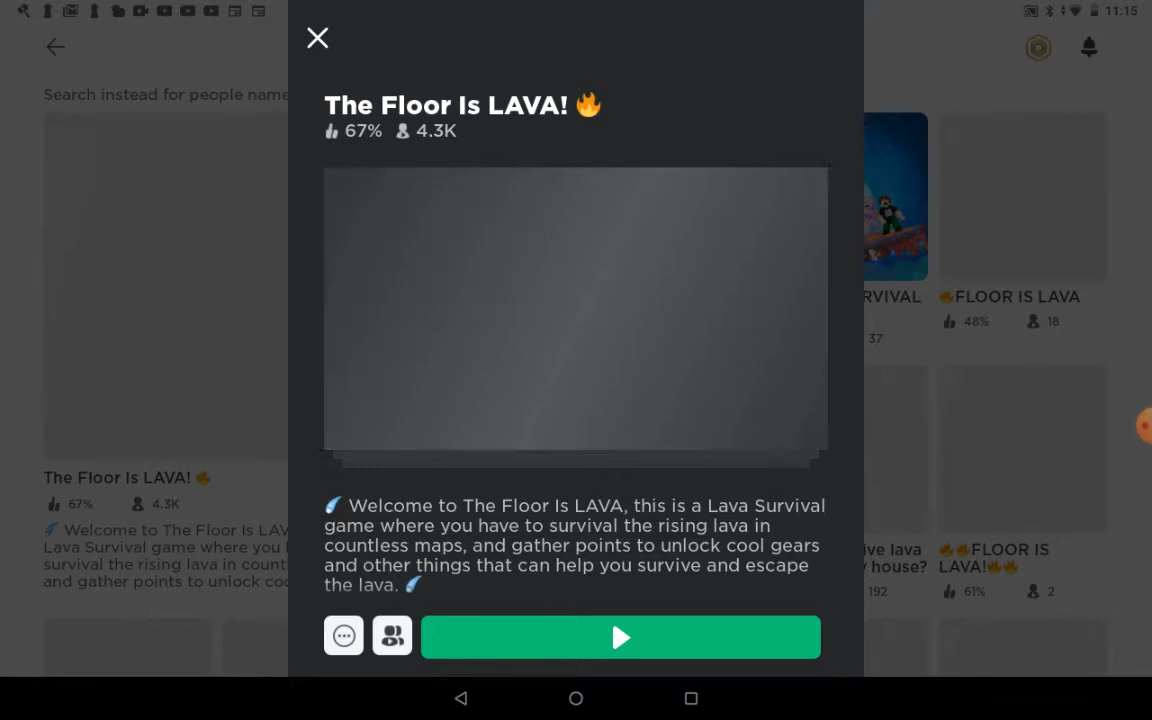 11:15
Search instead for people name
The Floor Is LAVA! 🔥
67% 4.3K
Welcome to The Floor Is LAVA, this is a Lava Survival
game where you have to survival the rising lava in
countless maps, and gather points to unlock cool gears
and other things that can help you survive and escape
the lava.
The Floor Is LAVA! 🔥
67% 4.3K
Welcome to The Floor Is LAV
Lava Survival game where you
survival the rising lava in count
and gather points to unlock coo
RVIVAL
37
🔥FLOOR IS LAVA
46% 18
ive lava
house?
192
🔥🔥FLOOR IS
LAVA!🔥🔥
61% 2